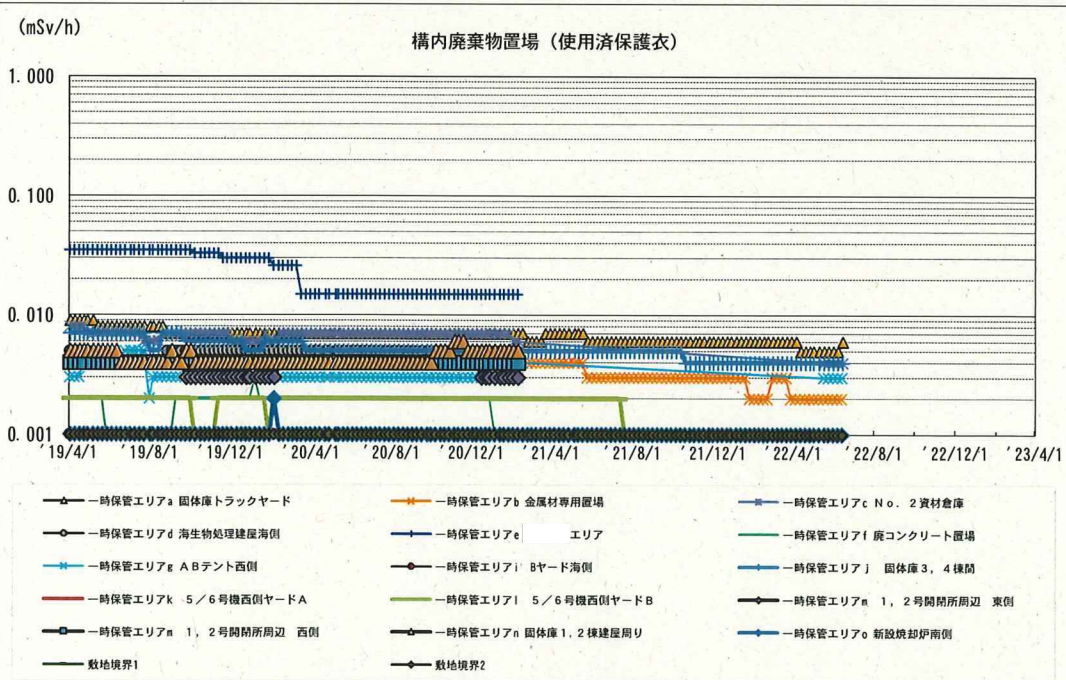 (mSv/h)
構内廃棄物置場（使用済保護衣）
1.000
0.100
0.010
0.001
'19/4/1 '19/8/1 '19/12/1 '20/4/1 '20/8/1 '20/12/1 '21/4/1 '21/8/1 '21/12/1 '22/4/1 '22/8/1 '22/12/1 '23/4/1
一時保管エリアa 固体庫トラックヤード 一時保管エリアb 金属材専用置場 一時保管エリアc No. 2資材倉庫
一時保管エリアd 海生物処理建屋海側 一時保管エリアe エリア 一時保管エリアf 廃コンクリート置場
一時保管エリアg ABテント西側 一時保管エリアi Bヤード海側 一時保管エリアj 固体庫3，4棟間
一時保管エリアk 5／6号機西側ヤードA 一時保管エリアl 5／6号機西側ヤードB 一時保管エリアm 1，2号開閉所周辺 東側
一時保管エリアm 1，2号開閉所周辺 西側 一時保管エリアn 固体庫1,2棟建屋周り 一時保管エリアo 新設焼却炉南側
敷地境界1 敷地境界2